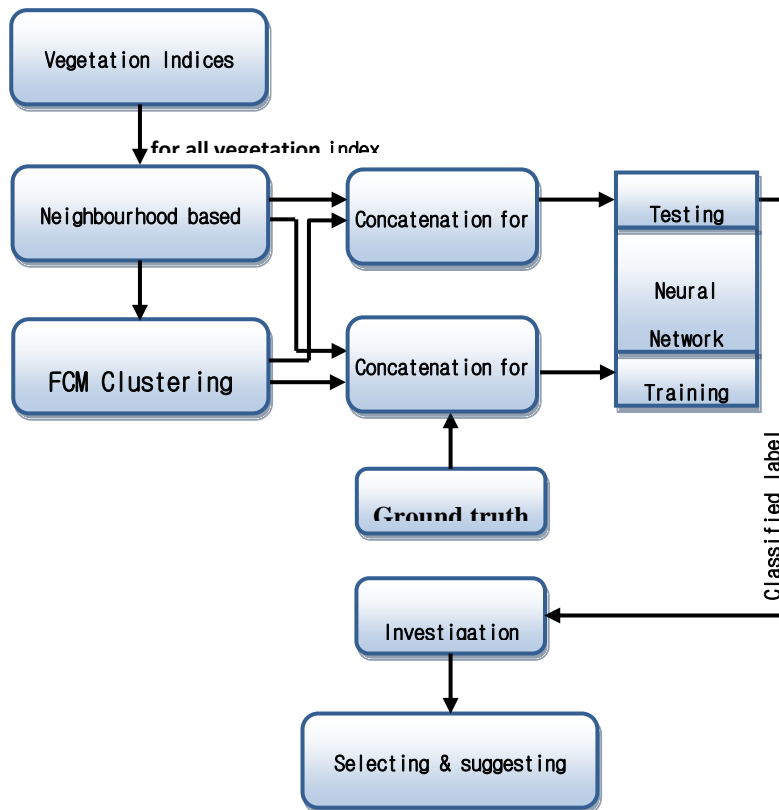 Vegetation Indices
for all vegetation index
Neighbourhood based
Concatenation for
Testing
Neural
Network
Training
FCM Clustering
Concatenation for
Ground truth
Classified label
Investigation
Selecting & suggesting